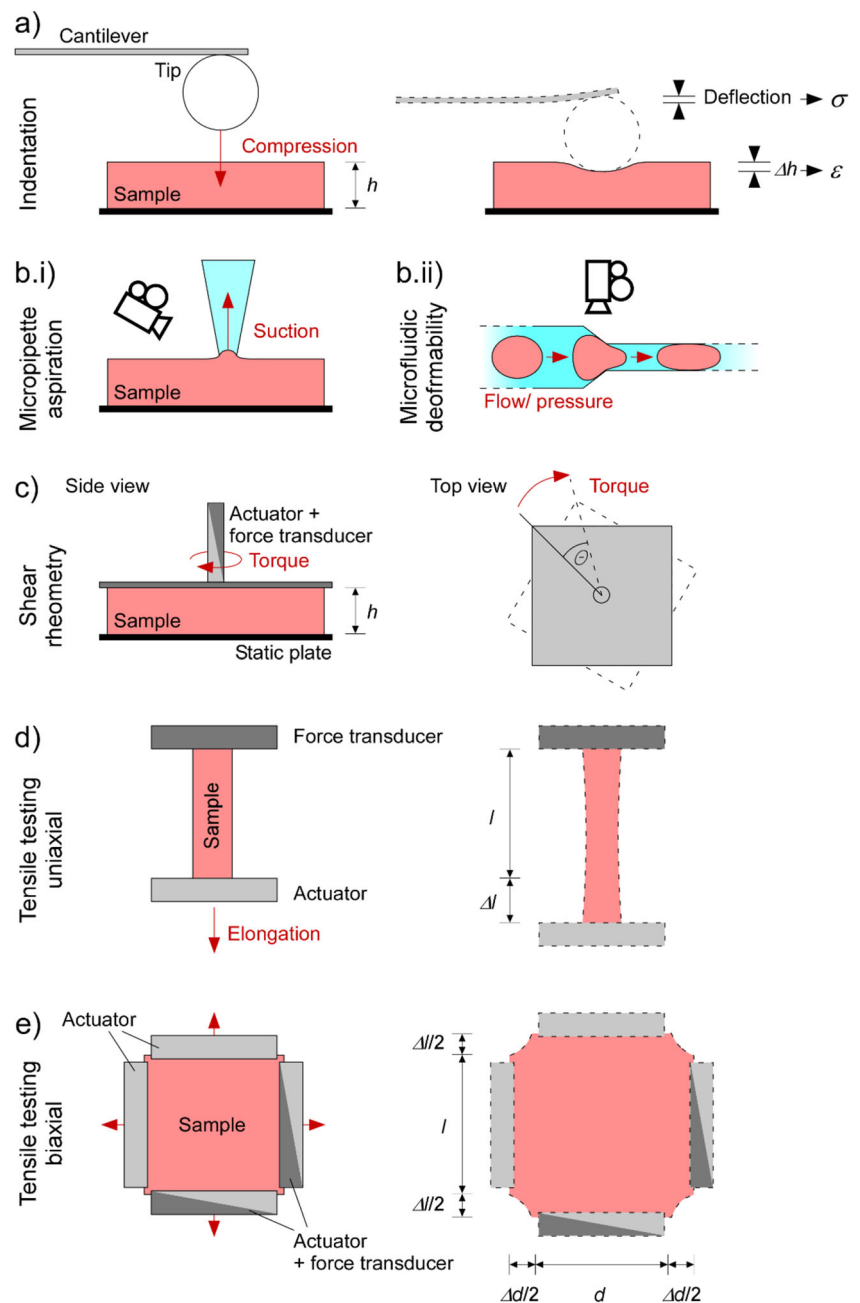 a)
Cantilever
Tip
Indentation
Compression
Sample
h
Deflection
σ
Δh
ε
b.i)
Micropipette
aspiration
Suction
Sample
b.ii)
Microfluidic
deofrmability
Flow/ pressure
c)
Side view
Shear
rheometry
Actuator +
force transducer
Torque
Sample
h
Static plate
Top view
Torque
Θ
d)
Tensile testing
uniaxial
Force transducer
Sample
Actuator
Elongation
l
Δl
e)
Tensile testing
biaxial
Actuator
Sample
Actuator
+ force transducer
Δl/2
l
Δl/2
Δd/2
d
Δd/2